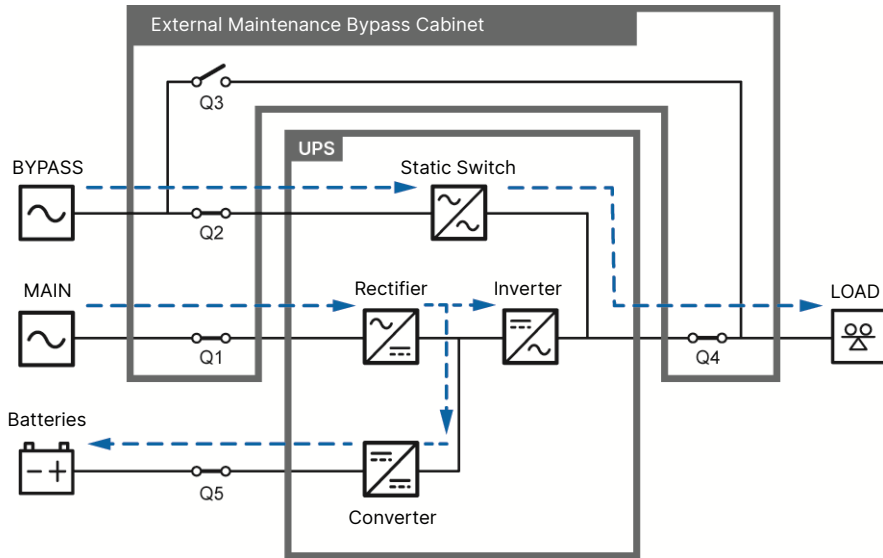 External Maintenance Bypass Cabinet
Q3
UPS
BYPASS
Static Switch
Q2
MAIN
Rectifier
Inverter
LOAD
Q1
Q4
Batteries
Q5
Converter